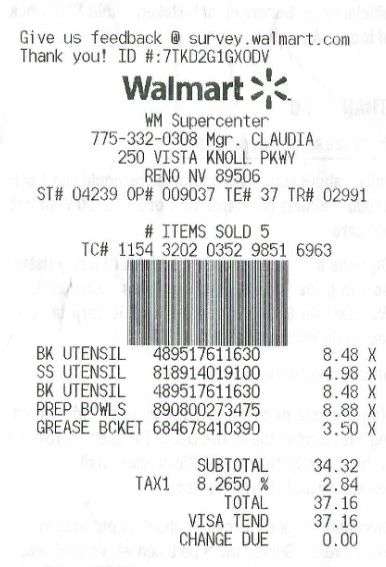 Give us feedback @ survey.walmart.com
Thank you! ID #:7TKD2G1GXODV
Walmart
WM Supercenter
775-332-0308 Mgr. CLAUDIA
250 VISTA KNOLL PKWY
RENO NV 89506
ST# 04239 OP# 009037 TE# 37 TR# 02991
# ITEMS SOLD 5
TC# 1154 3202 0352 9851 6963
BK UTENSIL 489517611630 8.48 X
SS UTENSIL 818914019100 4.98 X
BK UTENSIL 489517611630 8.48 X
PREP BOWLS 890800273475 8.88 X
GREASE BCKET 684678410390 3.50 X
SUBTOTAL 34.32
TAX1 8.2650 % 2.84
TOTAL 37.16
VISA TEND 37.16
CHANGE DUE 0.00